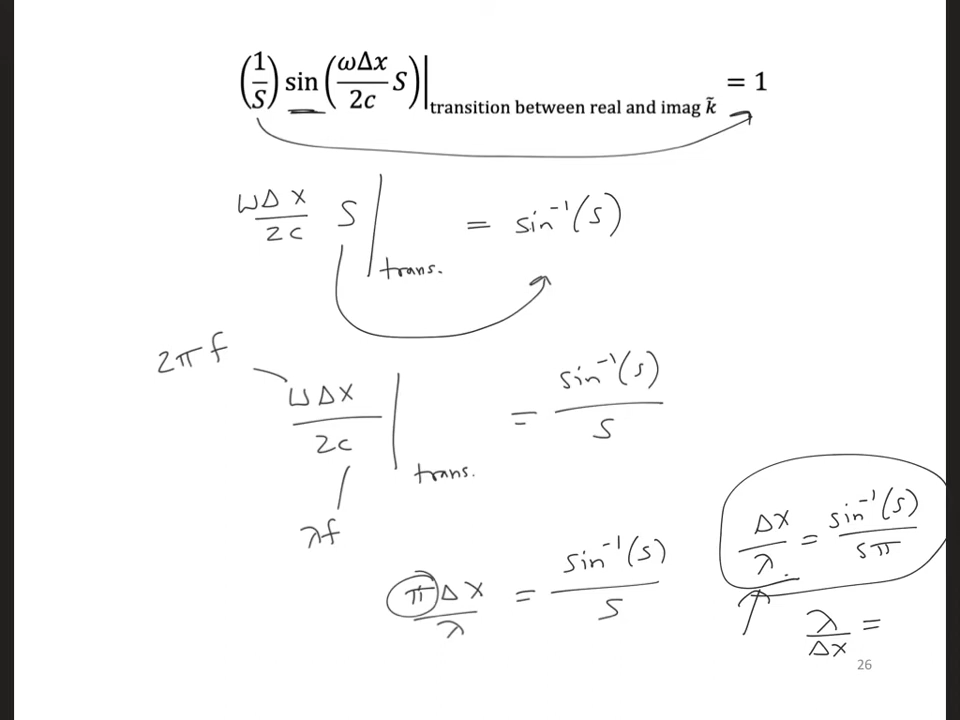 (1/S) sin (ωΔx/2c S)| transition between real and imag k̃ = 1
ωΔx/2c S | trans. = sin⁻¹(s)
2πf
ωΔx/2c | trans. = sin⁻¹(s)/s
λf
πΔx/λ = sin⁻¹(s)/s
Δx/λ = sin⁻¹(s)/sπ
λ/Δx =
26